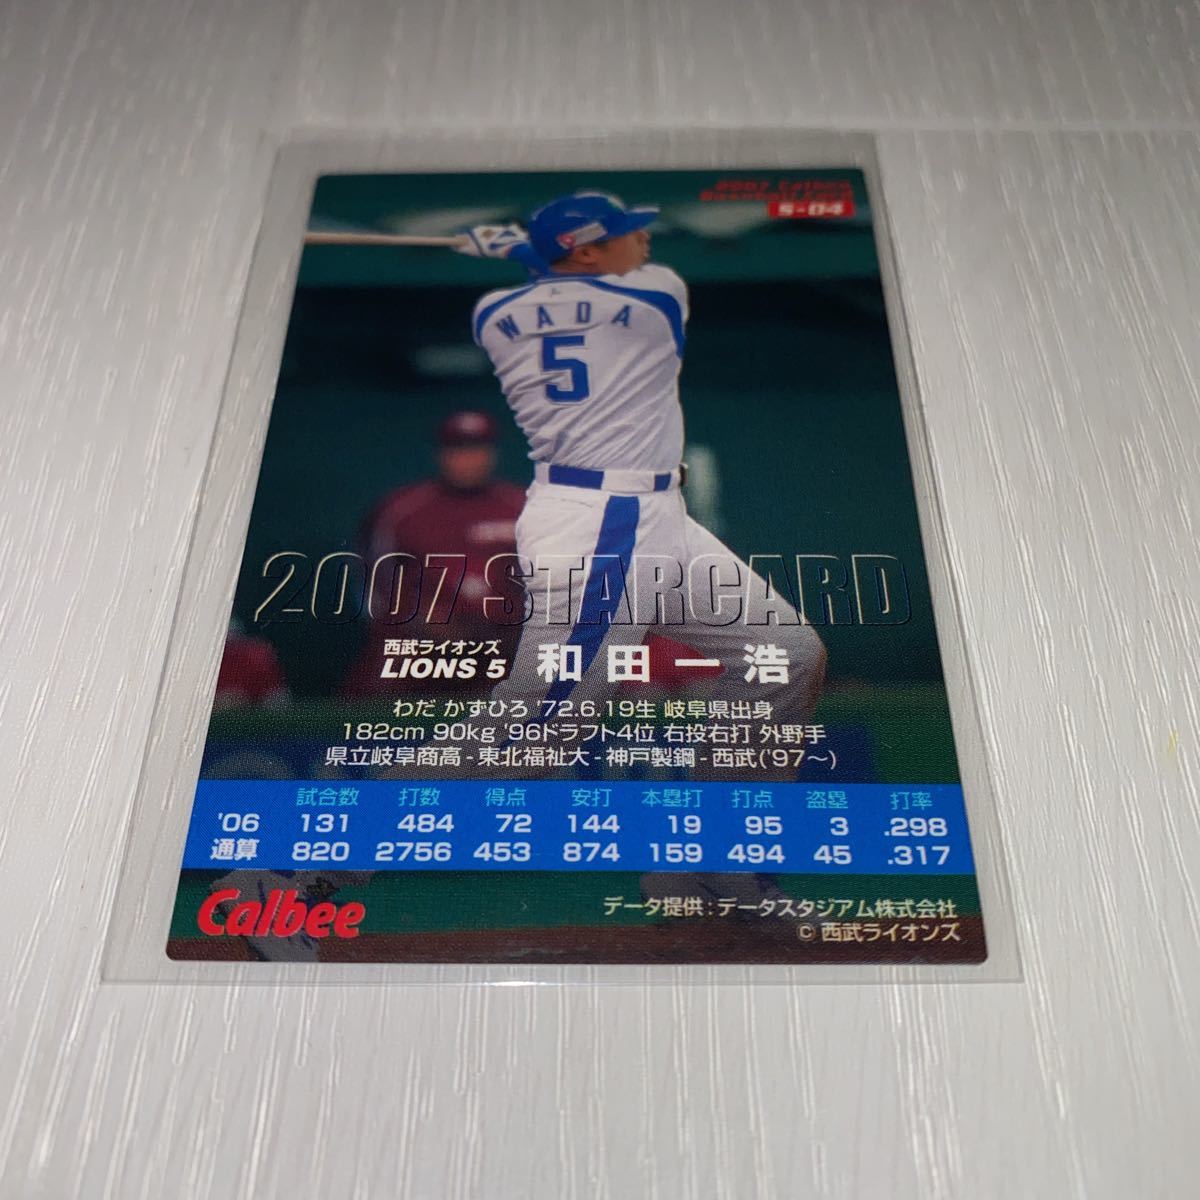 2007 Calbee
Baseball Card
S-04
WADA
5
2007 STARCARD
西武ライオンズ
LIONS 5 和田一浩
わだ かずひろ '72.6.19生 岐阜県出身
182cm 90kg '96ドラフト4位 右投右打 外野手
県立岐阜商高-東北福祉大-神戸製鋼-西武('97〜)
試合数 打数 得点 安打 本塁打 打点 盗塁 打率
'06 131 484 72 144 19 95 3 .298
通算 820 2756 453 874 159 494 45 .317
Calbee
データ提供:データスタジアム株式会社
© 西武ライオンズ